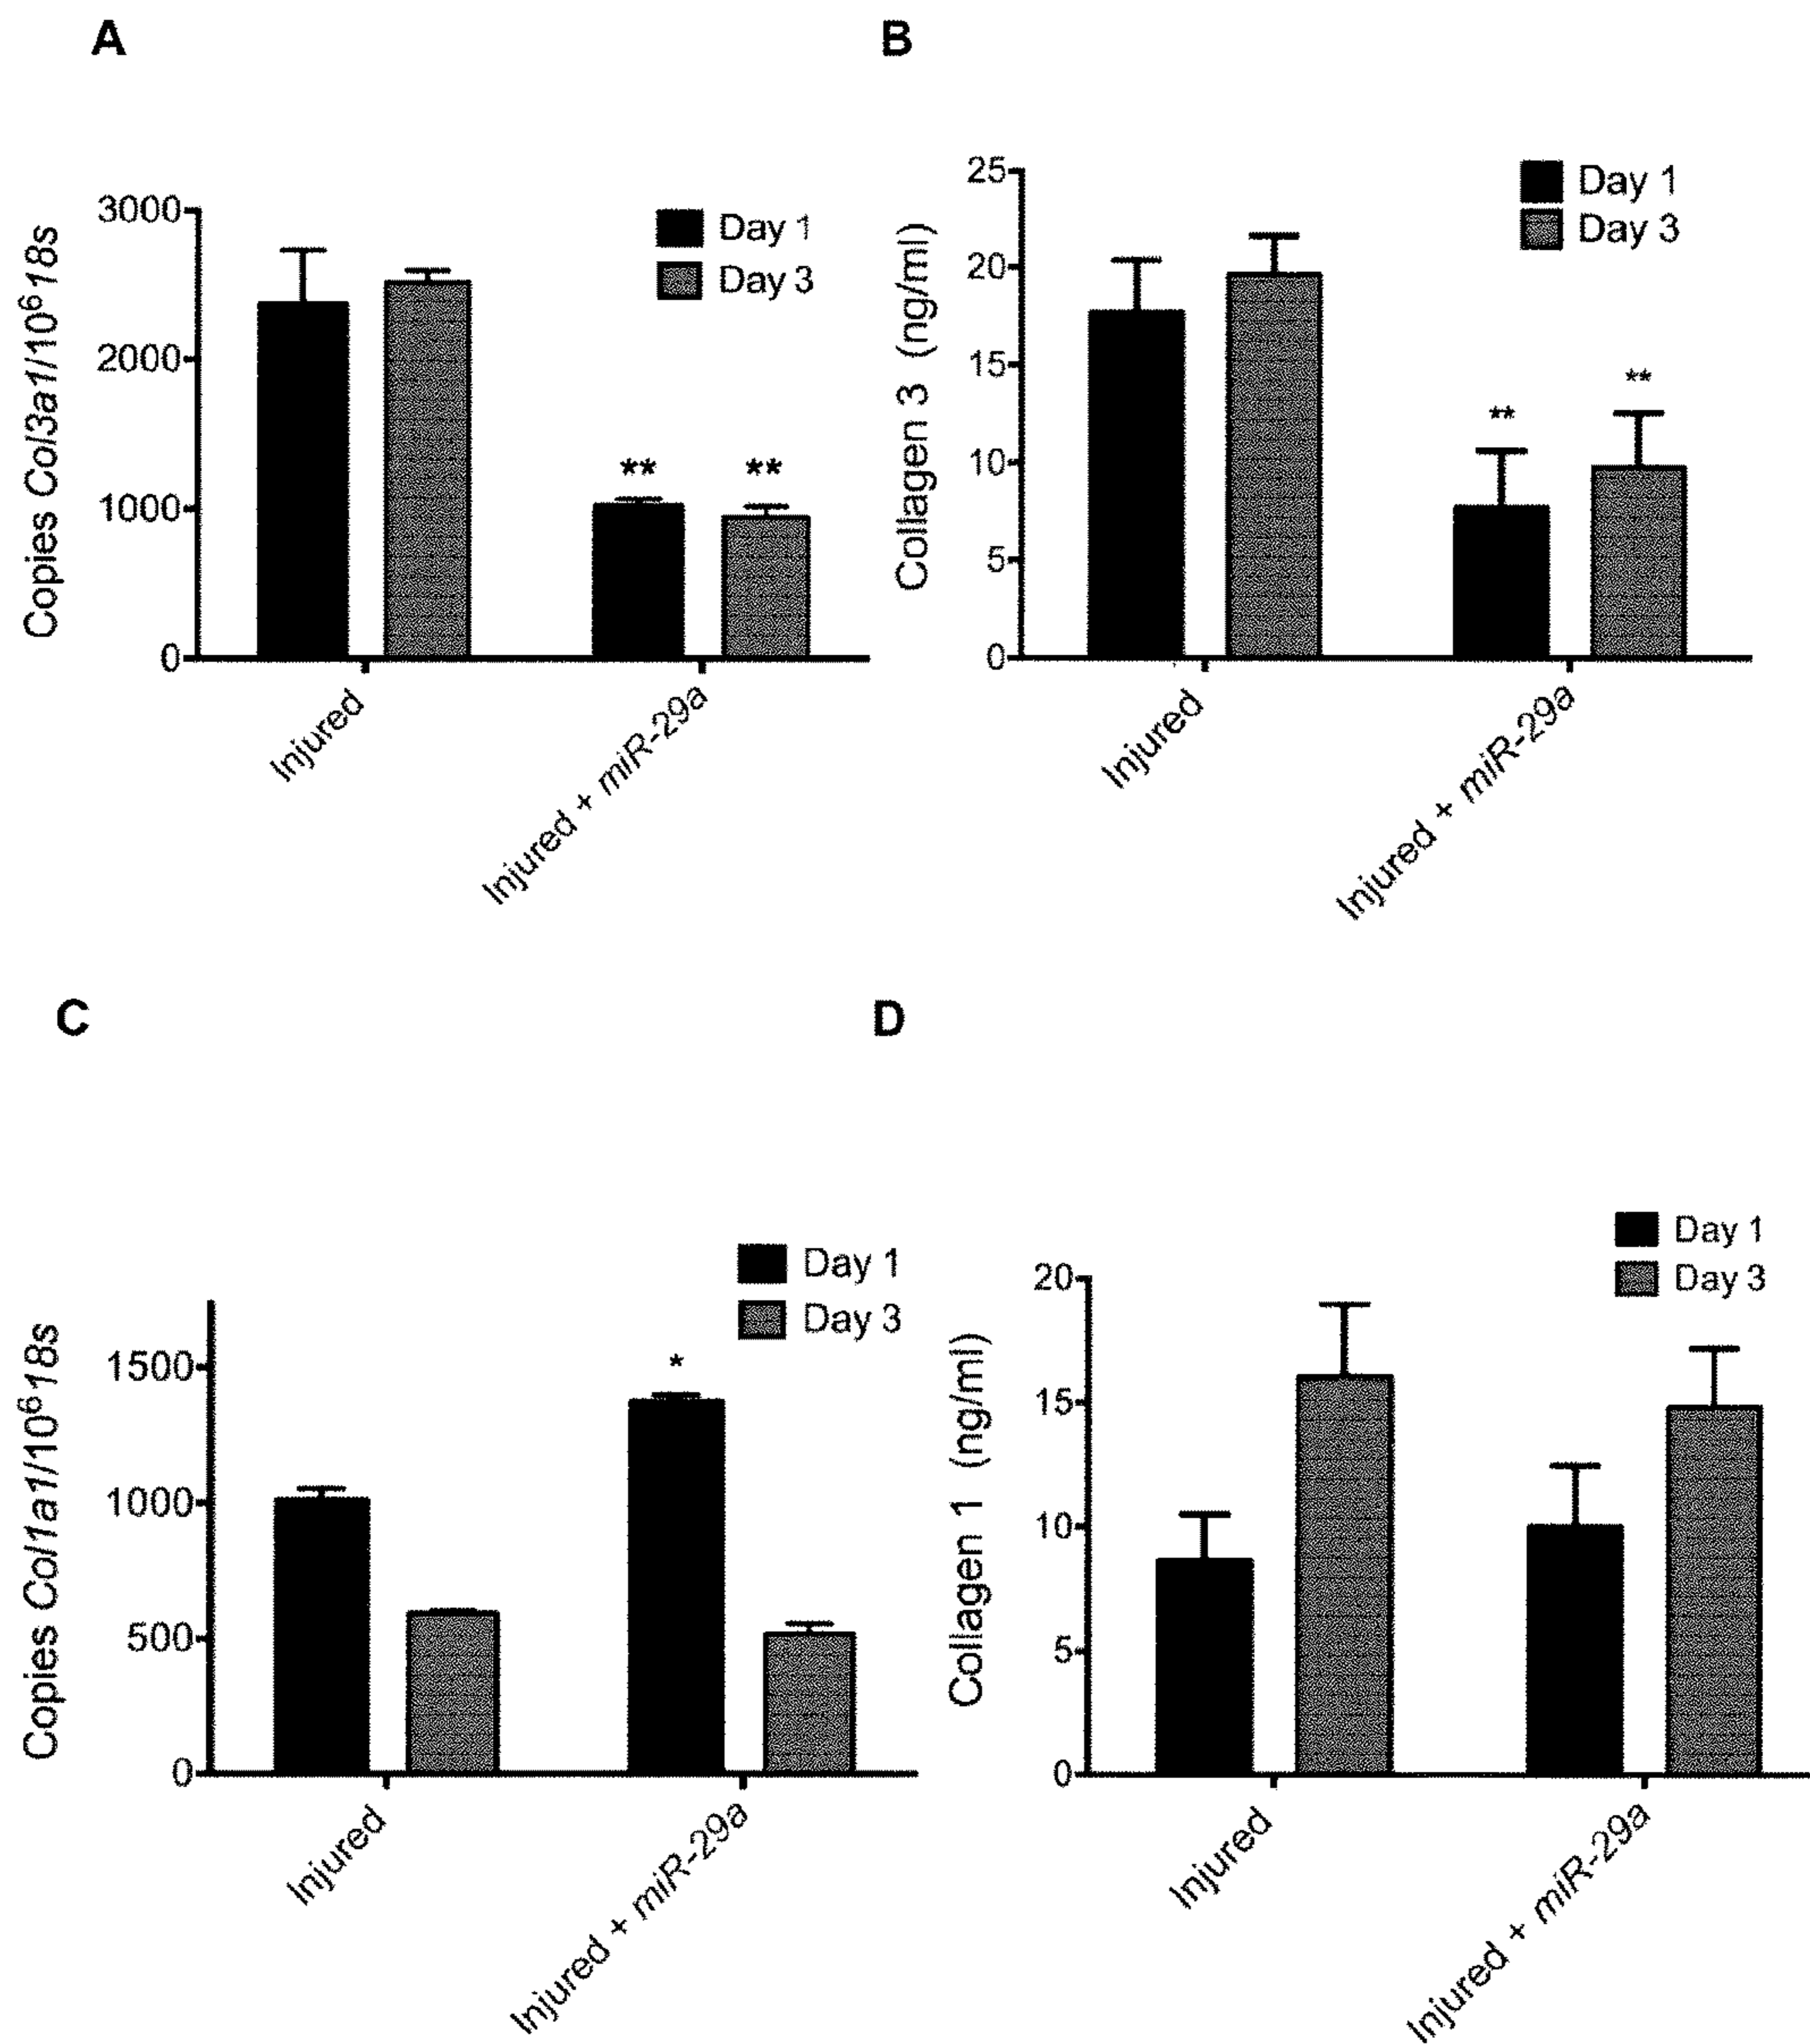 A
Copies Col3a1/10⁶18s
3000
2000
1000
0
Day 1
Day 3
** **
Injured
Injured + miR-29a
B
Collagen 3 (ng/ml)
25
20
15
10
5
0
Day 1
Day 3
**
**
Injured
Injured + miR-29a
C
Copies Col1a1/10⁶18s
1500
1000
500
0
Day 1
Day 3
*
Injured
Injured + miR-29a
D
Collagen 1 (ng/ml)
20
15
10
5
0
Day 1
Day 3
Injured
Injured + miR-29a